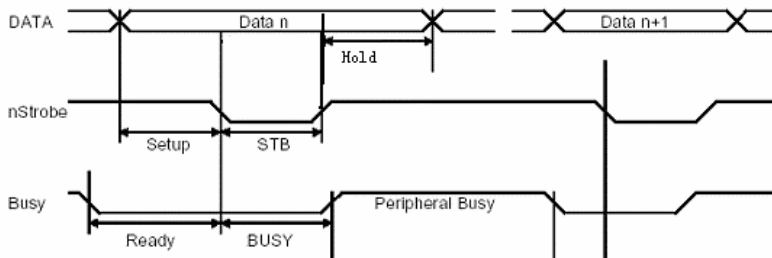 DATA
Data n
Data n+1
Hold
nStrobe
Setup
STB
Busy
Peripheral Busy
Ready
BUSY